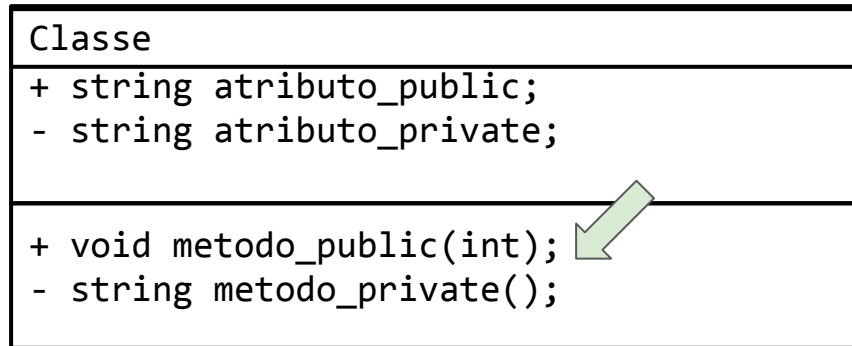 Classe
+ string atributo_public;
- string atributo_private;
+ void metodo_public(int);
- string metodo_private();